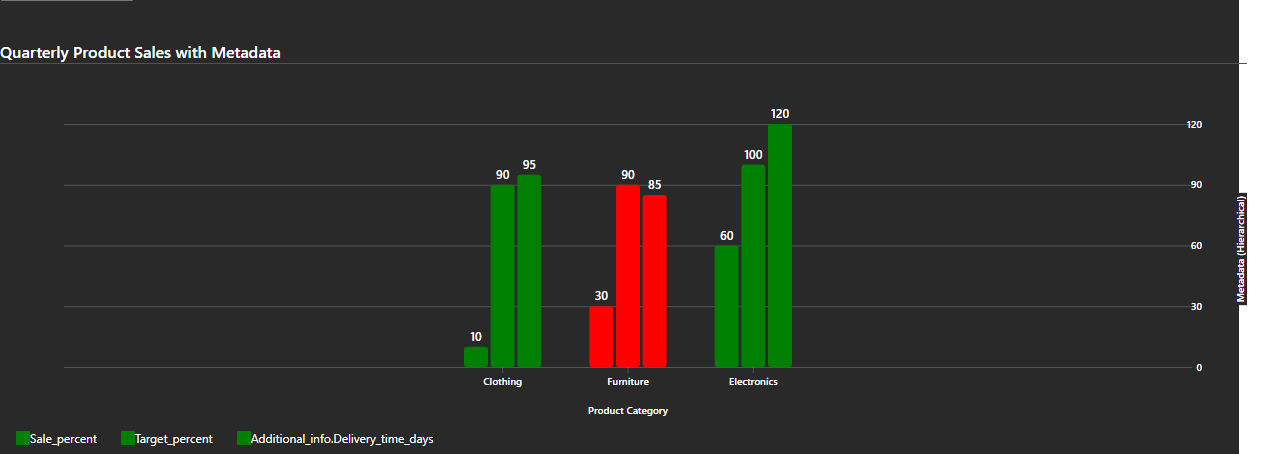 Quarterly Product Sales with Metadata
120
100
120
95
90
90
85
90
60
60
30
30
10
0
Clothing
Furniture
Electronics
Product Category
Metadata (Hierarchical)
Sale_percent
Target_percent
Additional_info.Delivery_time_days